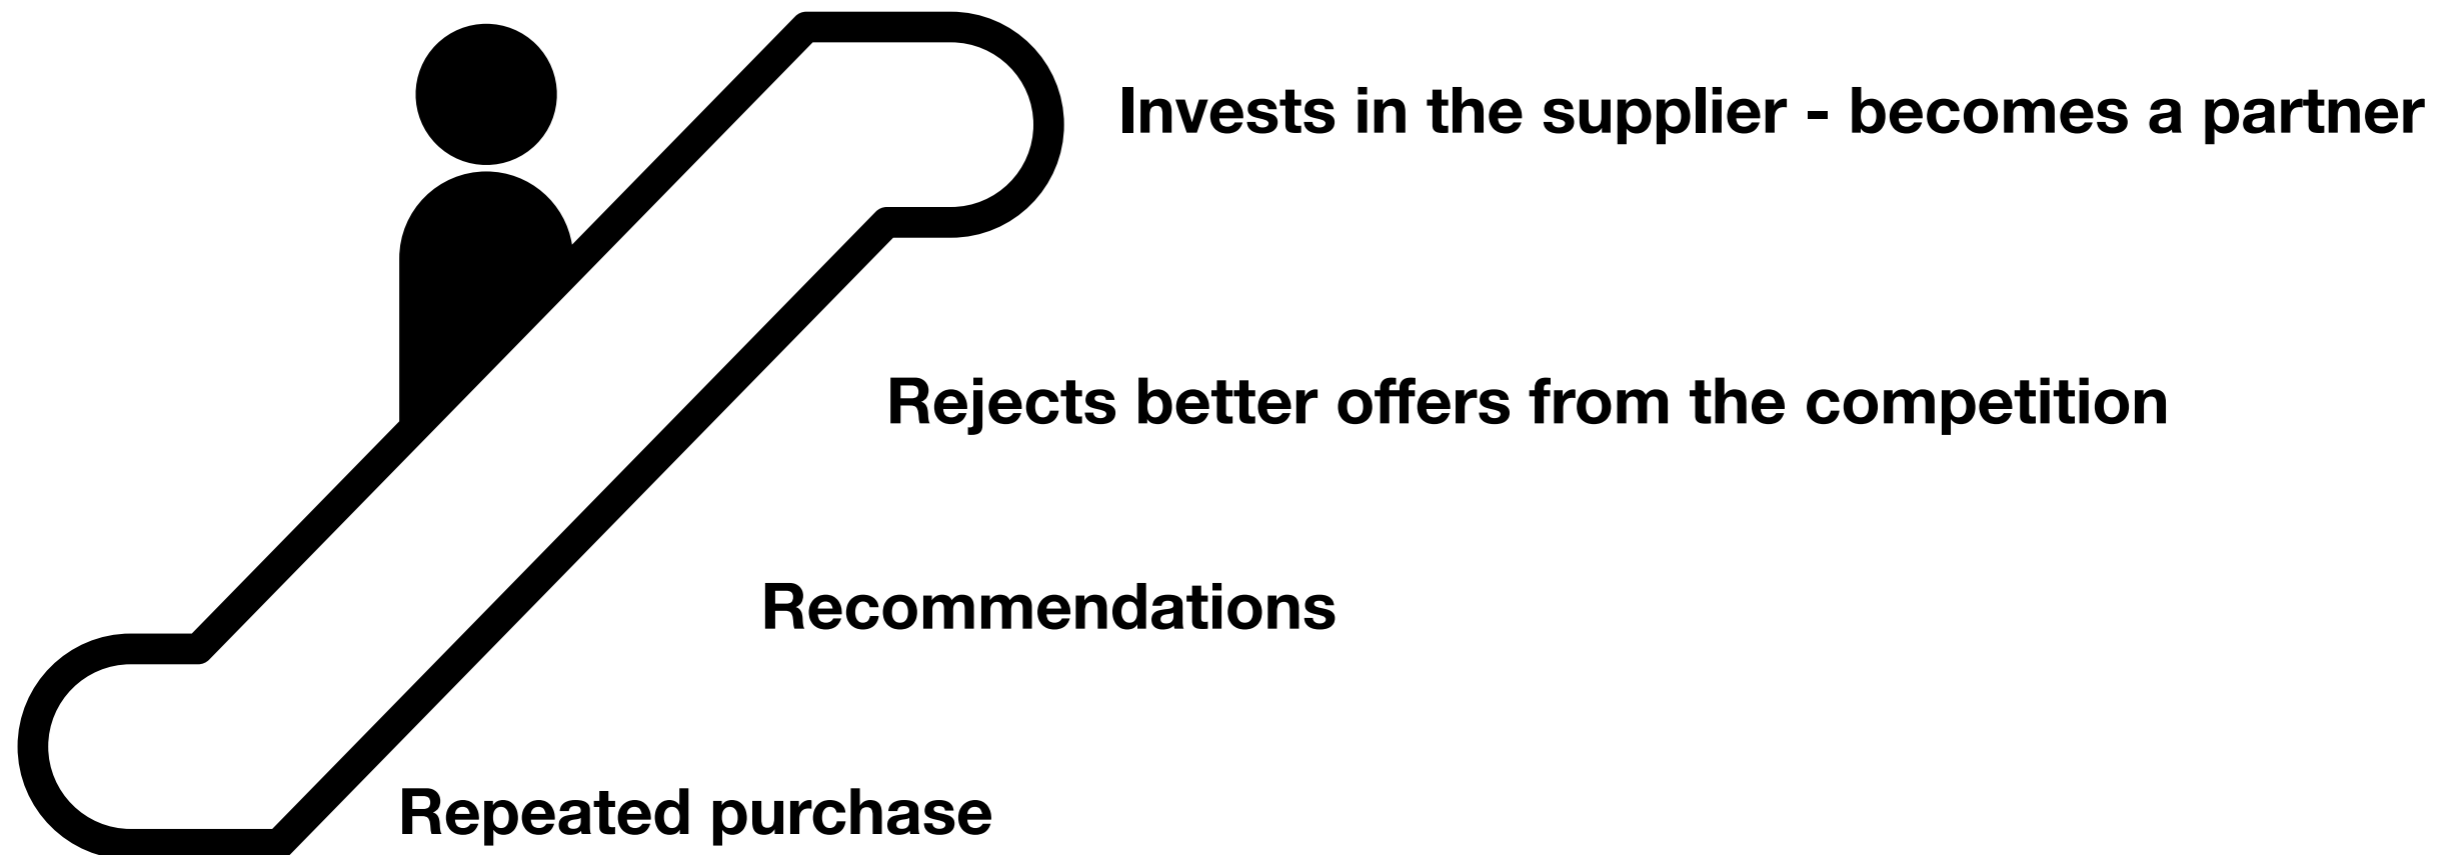 Invests in the supplier - becomes a partner
Rejects better offers from the competition
Recommendations
Repeated purchase